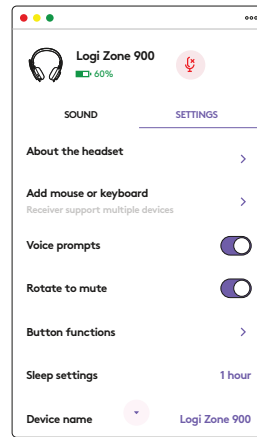 Logi Zone 900
60%
SOUND SETTINGS
About the headset
Add mouse or keyboard
Receiver support multiple devices
Voice prompts
Rotate to mute
Button functions
Sleep settings 1 hour
Device name Logi Zone 900